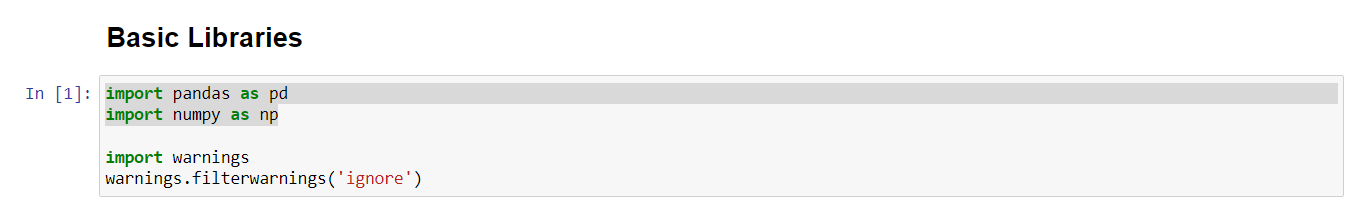 Basic Libraries
In [1]: import pandas as pd
import numpy as np
import warnings
warnings.filterwarnings('ignore')